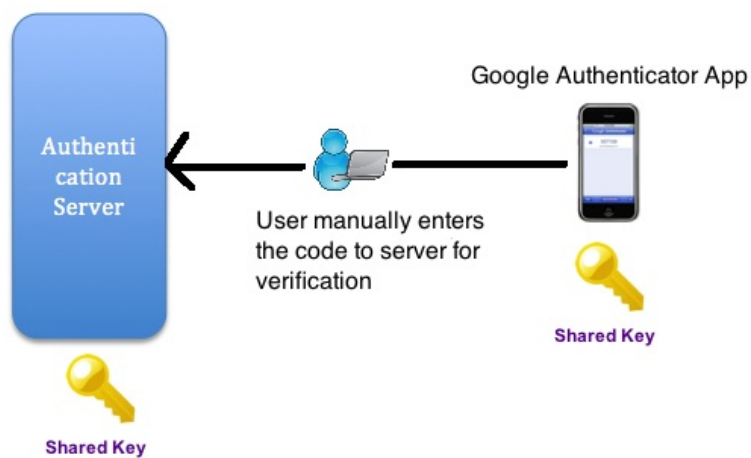 Google Authenticator App
Authenti
cation
Server
User manually enters
the code to server for
verification
Shared Key
Shared Key